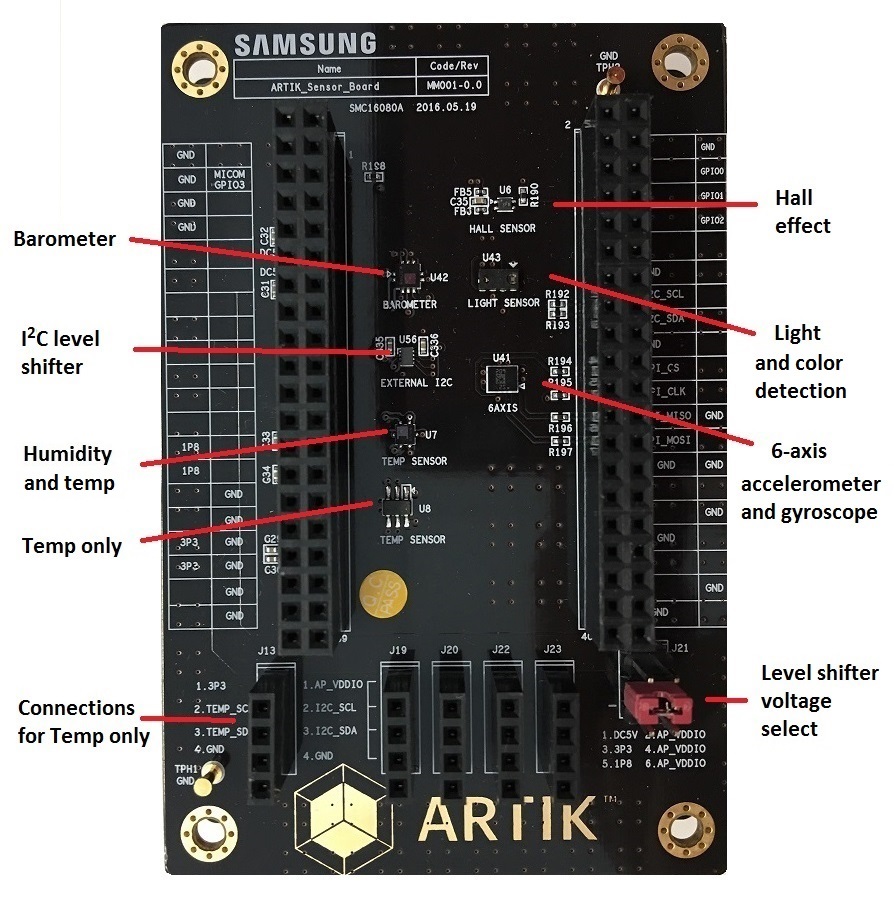 SAMSUNG
Name
Code/Rev
ARTIK_Sensor_Board
MM001-0.0
SMC16080A 2016.05.19
GND
TPH2
2
1
R198
GND
GND
MICOM
GPIO3
GND
GND
GND
GPIO0
GPIO1
GPIO2
FB5
C35
FB3
U6
R190
HALL SENSOR
Hall
effect
Barometer
C32
C31
U42
BAROMETER
U43
LIGHT SENSOR
R192
R193
Light
and color
detection
I²C level
shifter
U56
C336
EXTERNAL I2C
U41
6AXIS
R194
R195
R196
R197
GND
GND
GND
GND
GND
GND
6-axis
accelerometer
and gyroscope
Humidity
and temp
1P8
1P8
C33
C34
U7
TEMP SENSOR
Temp only
GND
GND
3P3
GND
3P3
GND
GND
U8
TEMP SENSOR
Q.C
PASS
J13
J19
J20
J22
J23
J21
Connections
for Temp only
1.3P3
2.TEMP_SC
3.TEMP_SD
4.GND
1.AP_VDDIO
2.I2C_SCL
3.I2C_SDA
4.GND
TPH1
GND
Level shifter
voltage
select
1.DC5V 2.AP_VDDIO
3.3P3 4.AP_VDDIO
5.1P8 6.AP_VDDIO
ARTIK™